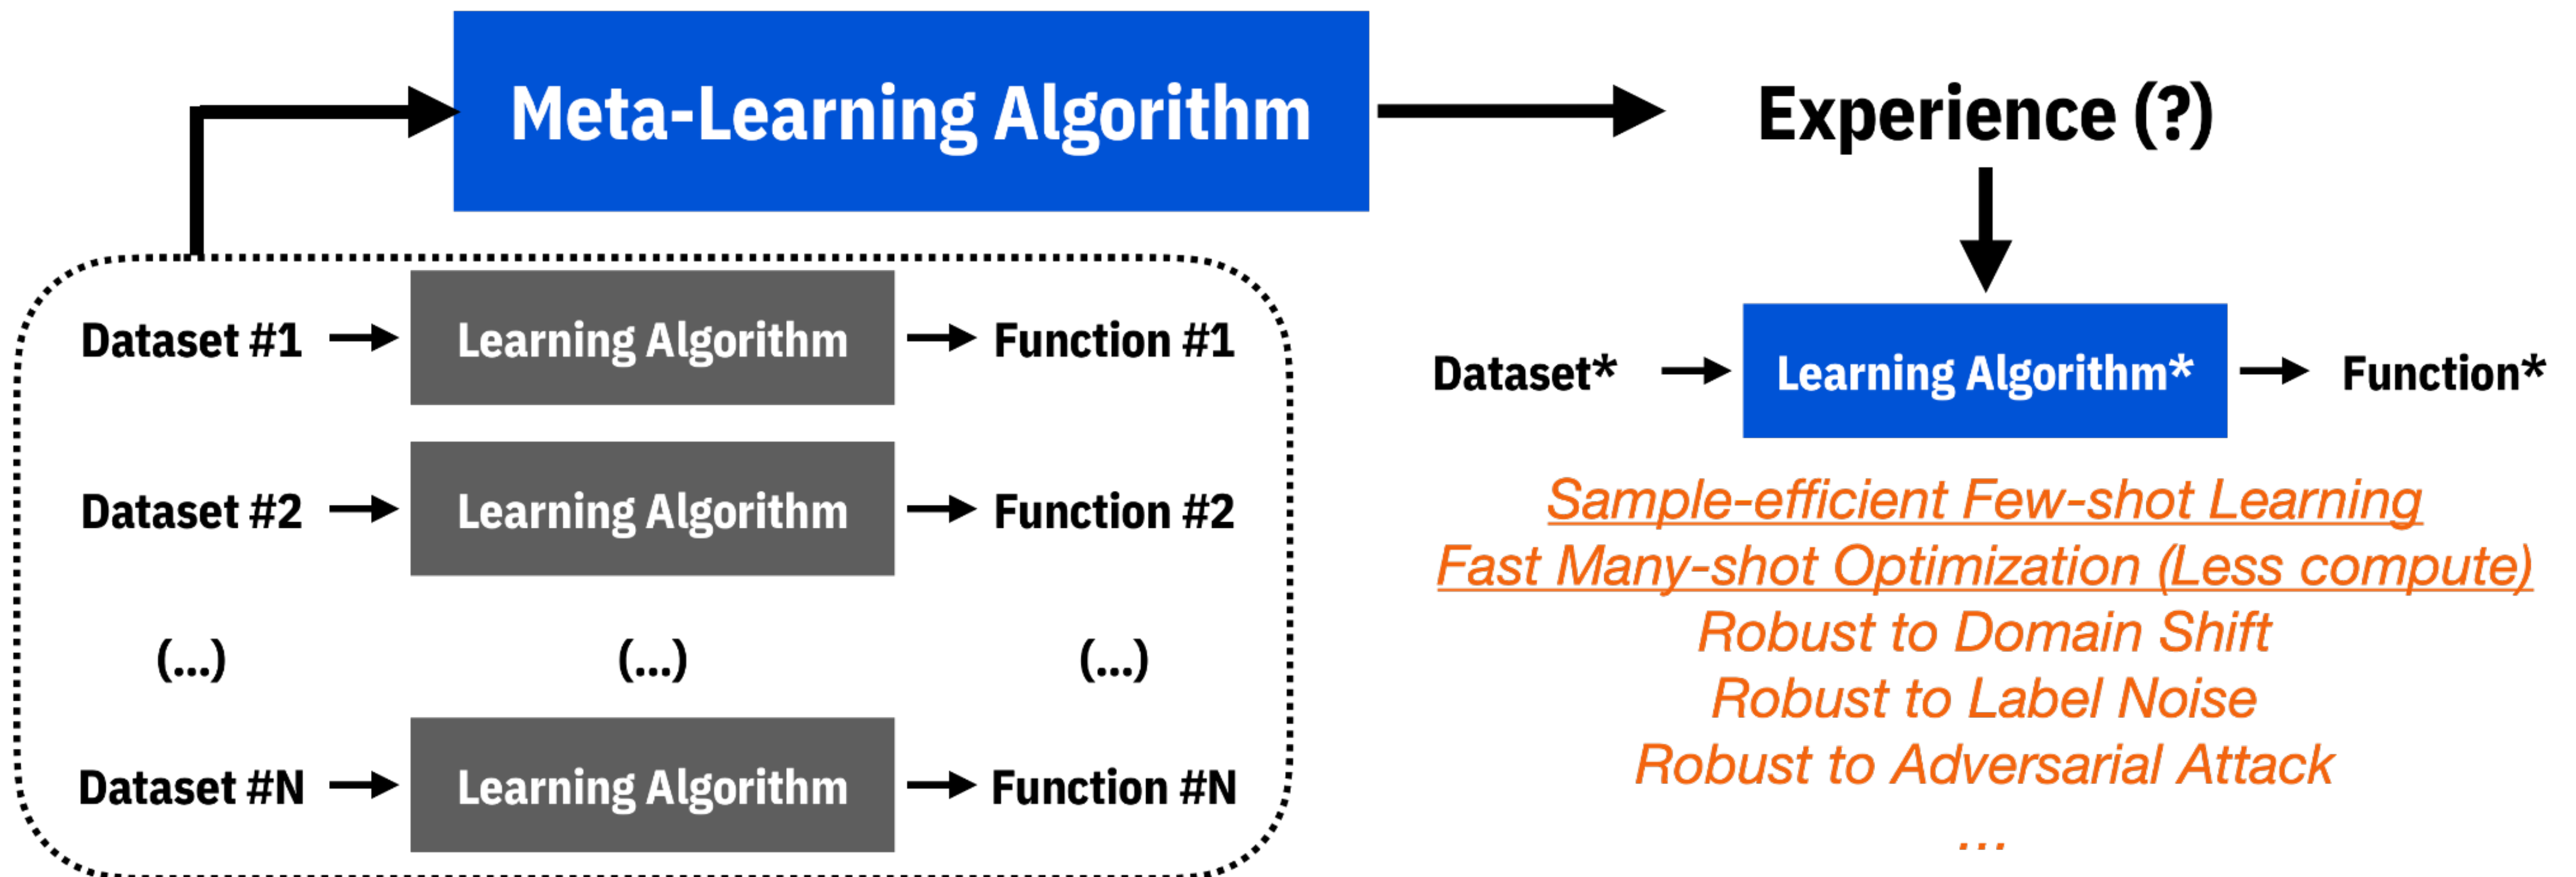 Meta-Learning Algorithm
Experience (?)
Dataset #1
Learning Algorithm
Function #1
Dataset #2
Learning Algorithm
Function #2
(...)
(...)
(...)
Dataset #N
Learning Algorithm
Function #N
Dataset*
Learning Algorithm*
Function*
Sample-efficient Few-shot Learning
Fast Many-shot Optimization (Less compute)
Robust to Domain Shift
Robust to Label Noise
Robust to Adversarial Attack
...